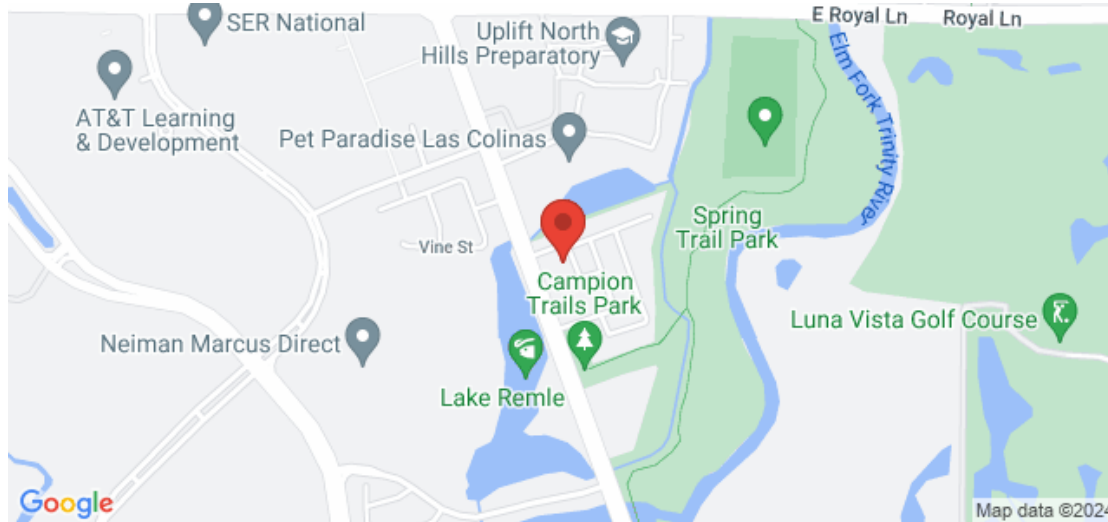 E Royal Ln
Royal Ln
SER National
Uplift North
Hills Preparatory
Elm Fork Trinity River
AT&T Learning
& Development
Pet Paradise Las Colinas
Spring
Trail Park
Vine St
Campion
Trails Park
Luna Vista Golf Course
Neiman Marcus Direct
Lake Remle
Google
Map data ©2024